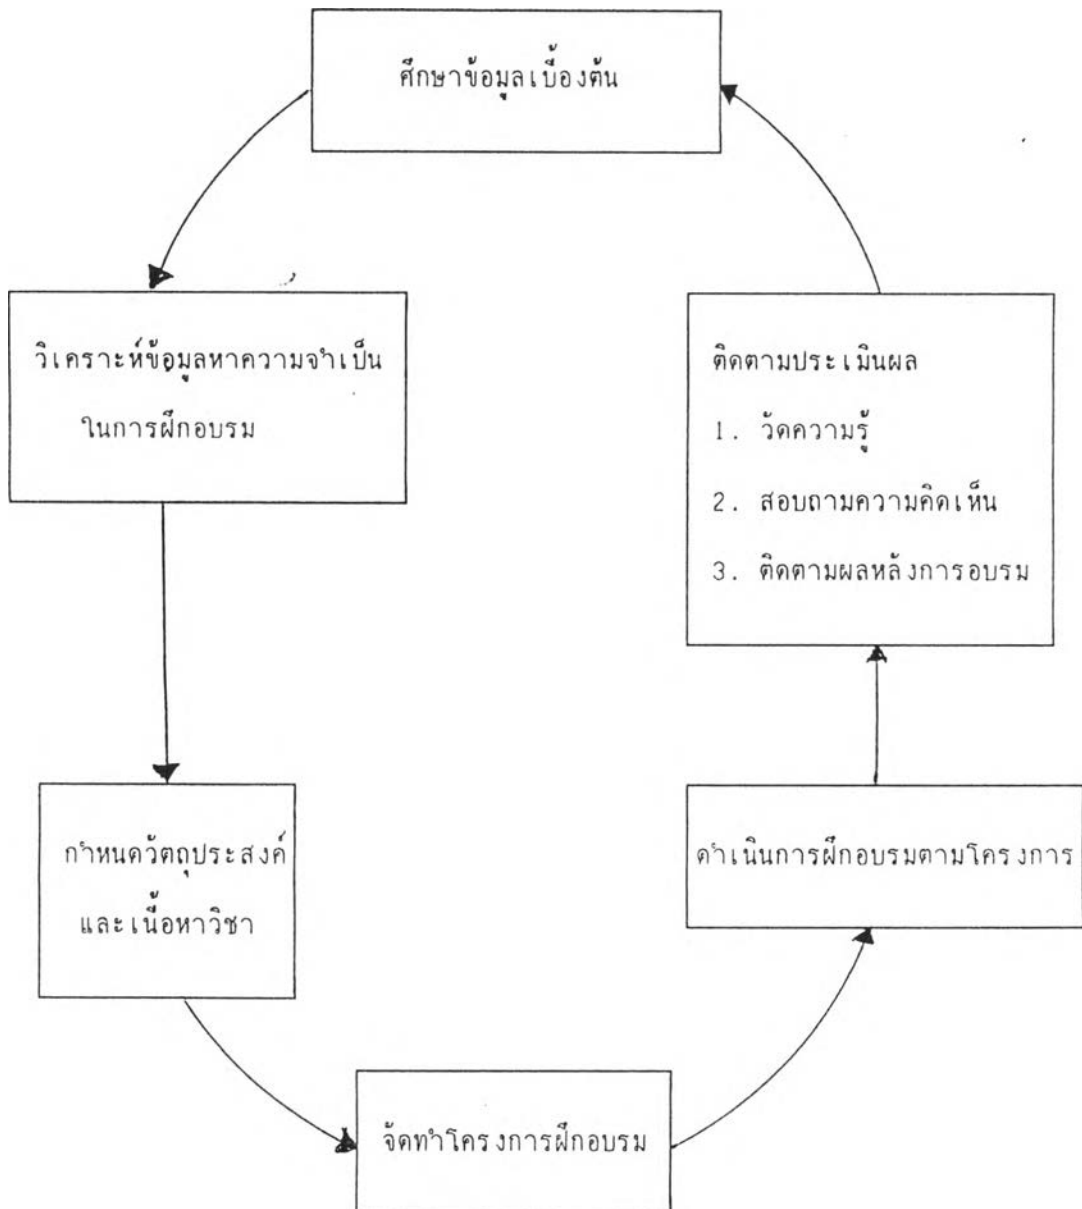 ศึกษาข้อมูลเบื้องต้น
วิเคราะห์ข้อมูลหาความจำเป็น
ในการฝึกอบรม
กำหนดวัตถุประสงค์
และเนื้อหาวิชา
จัดทำโครงการฝึกอบรม
ดำเนินการฝึกอบรมตามโครงการ
ติดตามประเมินผล
1. วัดความรู้
2. สอบถามความคิดเห็น
3. ติดตามผลหลังการอบรม